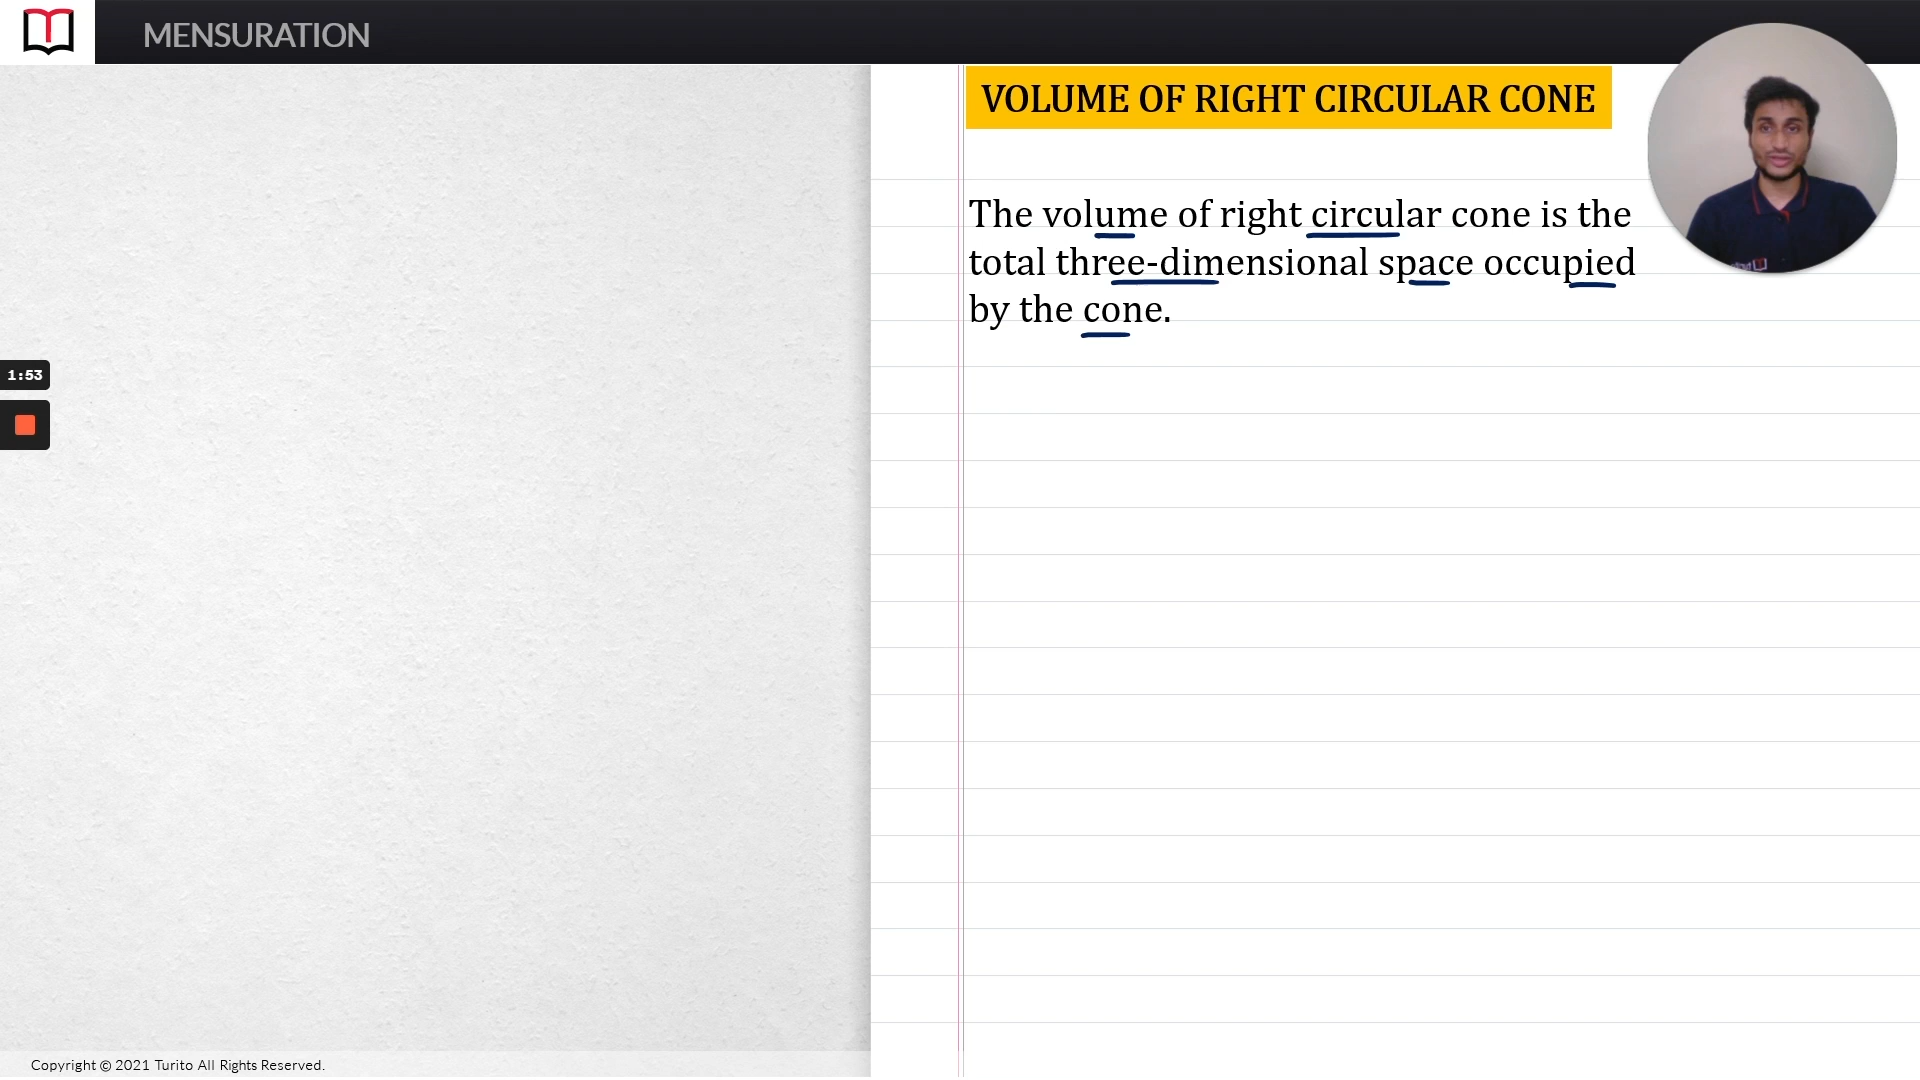 MENSURATION
VOLUME OF RIGHT CIRCULAR CONE
The volume of right circular cone is the
total three-dimensional space occupied
by the cone.
1:53
Copyright © 2021 Turito All Rights Reserved.